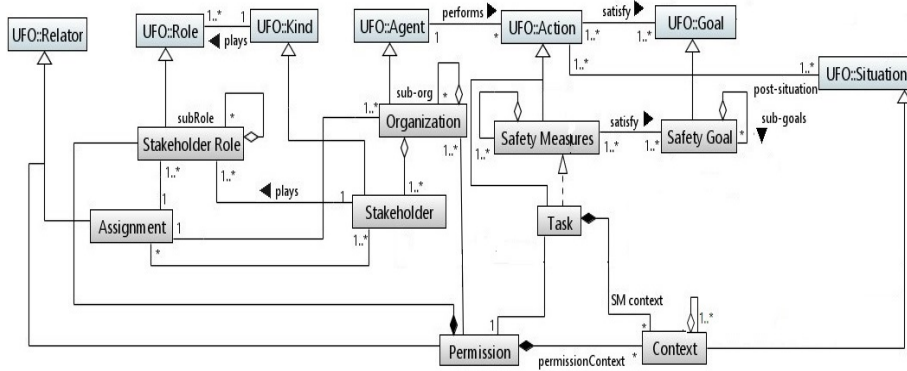 UFO::Relator
UFO::Role
1..*
1
plays
UFO::Kind
UFO::Agent
performs
1
*
UFO::Action
satisfy
1..*
1..*
UFO::Goal
1..*
1..*
UFO::Situation
post-situation
subRole
*
Stakeholder Role
1..*
1..*
sub-org
*
1..*
Organization
1..*
Safety Measures
1..*
satisfy
1..*
1..*
Safety Goal
*
sub-goals
plays
1
1..*
Stakeholder
1..*
1
Assignment
1
*
Task
SM context
*
1..*
Permission
1
permissionContext
*
Context